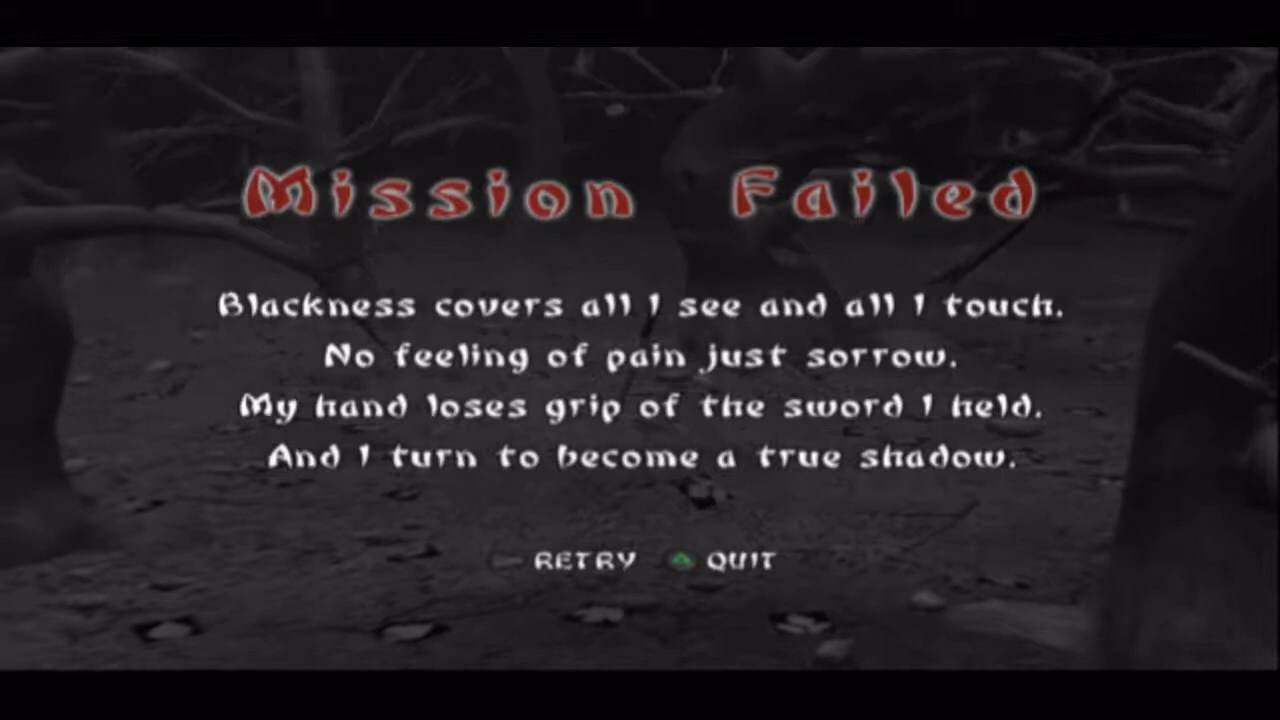 Mission Failed
Blackness covers all I see and all I touch.
No feeling of pain just sorrow.
My hand loses grip of the sword I held.
And I turn to become a true shadow.
RETRY QUIT